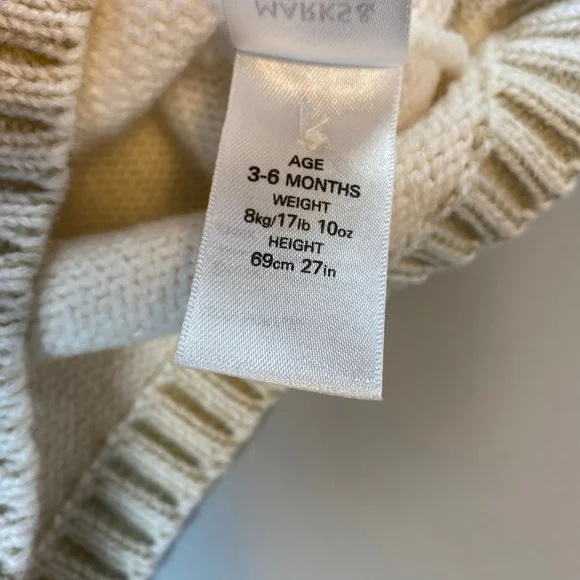 MARKS&
AGE
3-6 MONTHS
WEIGHT
8kg/17lb 10oz
HEIGHT
69cm 27in